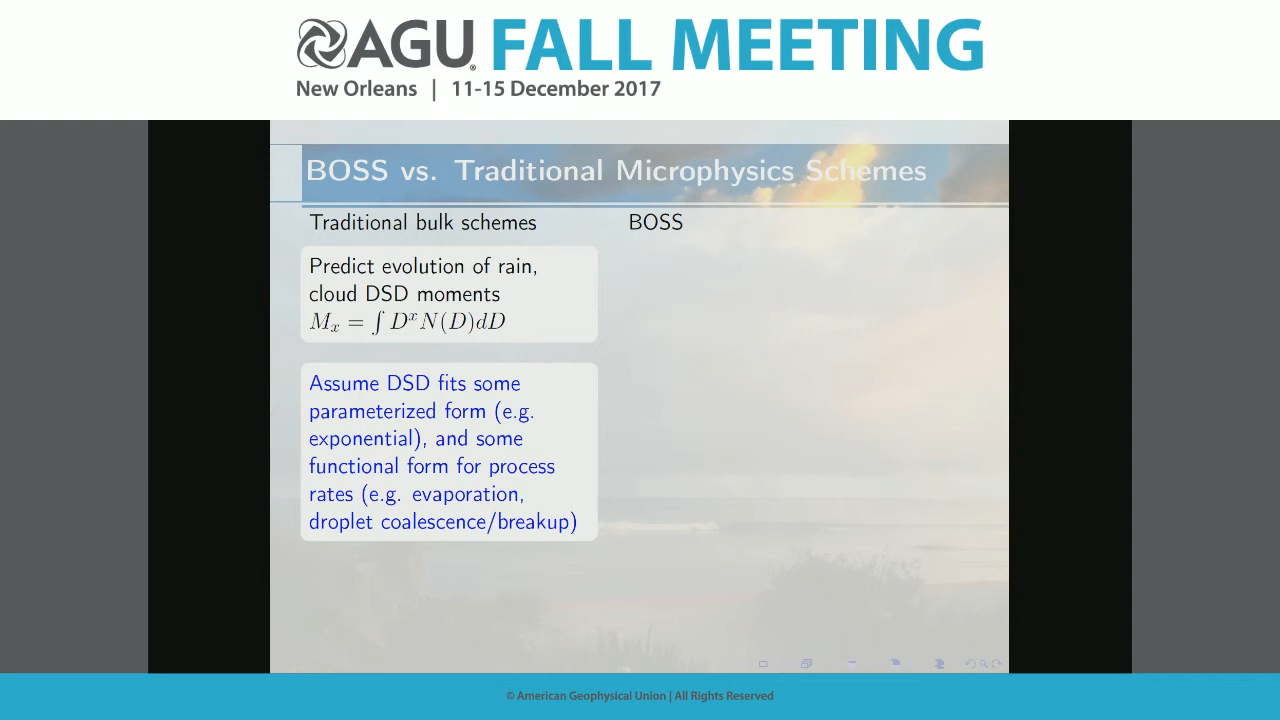 AGU FALL MEETING
New Orleans | 11-15 December 2017
BOSS vs. Traditional Microphysics Schemes
Traditional bulk schemes
BOSS
Predict evolution of rain,
cloud DSD moments
Mₓ = ∫ DˣN(D)dD
Assume DSD fits some
parameterized form (e.g.
exponential), and some
functional form for process
rates (e.g. evaporation,
droplet coalescence/breakup)
© American Geophysical Union | All Rights Reserved